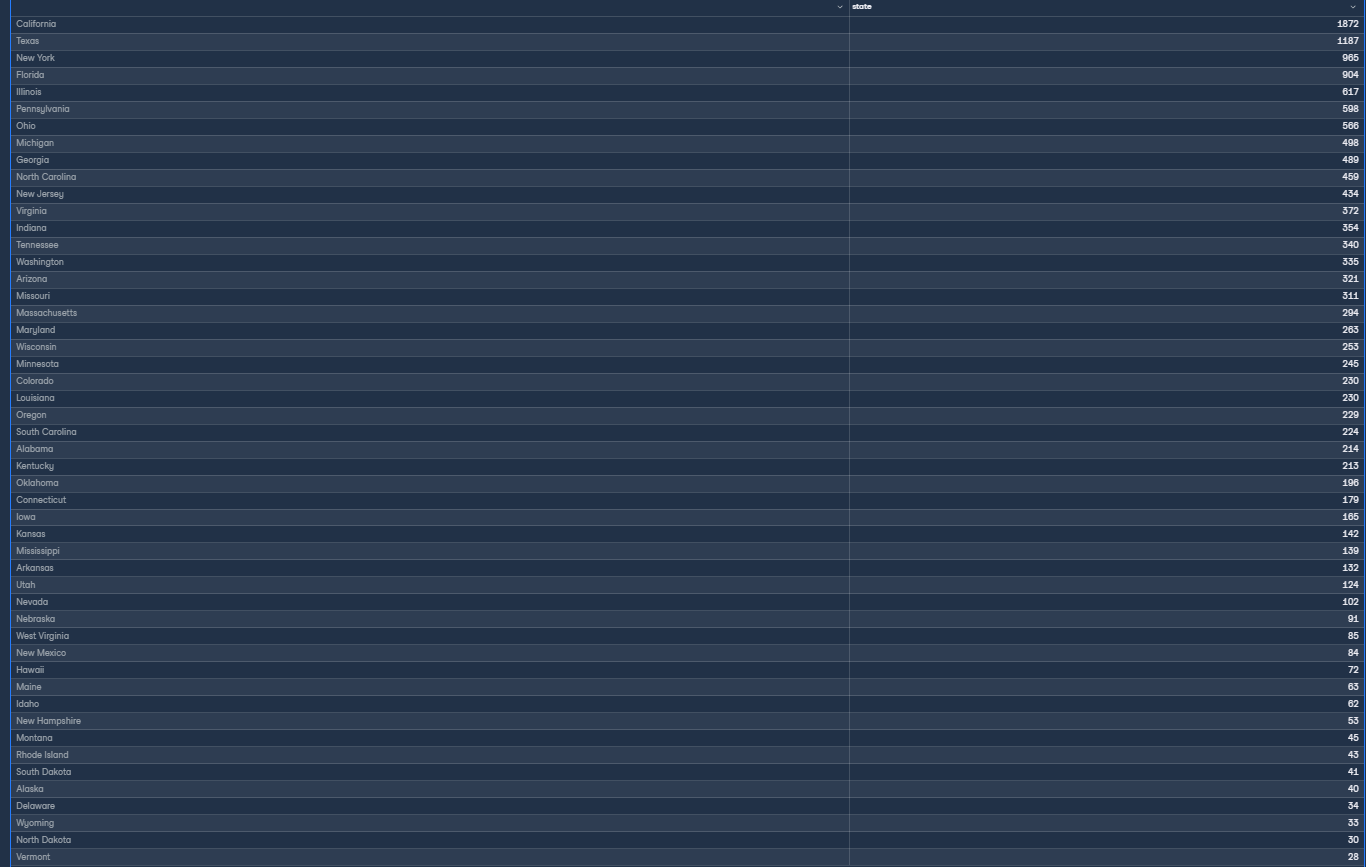 state
California 1872
Texas 1187
New York 965
Florida 904
Illinois 617
Pennsylvania 598
Ohio 566
Michigan 498
Georgia 489
North Carolina 459
New Jersey 434
Virginia 372
Indiana 354
Tennessee 340
Washington 335
Arizona 321
Missouri 311
Massachusetts 294
Maryland 263
Wisconsin 253
Minnesota 245
Colorado 230
Louisiana 230
Oregon 229
South Carolina 224
Alabama 214
Kentucky 213
Oklahoma 196
Connecticut 179
Iowa 165
Kansas 142
Mississippi 139
Arkansas 132
Utah 124
Nevada 102
Nebraska 91
West Virginia 85
New Mexico 84
Hawaii 72
Maine 63
Idaho 62
New Hampshire 53
Montana 45
Rhode Island 43
South Dakota 41
Alaska 40
Delaware 34
Wyoming 33
North Dakota 30
Vermont 28